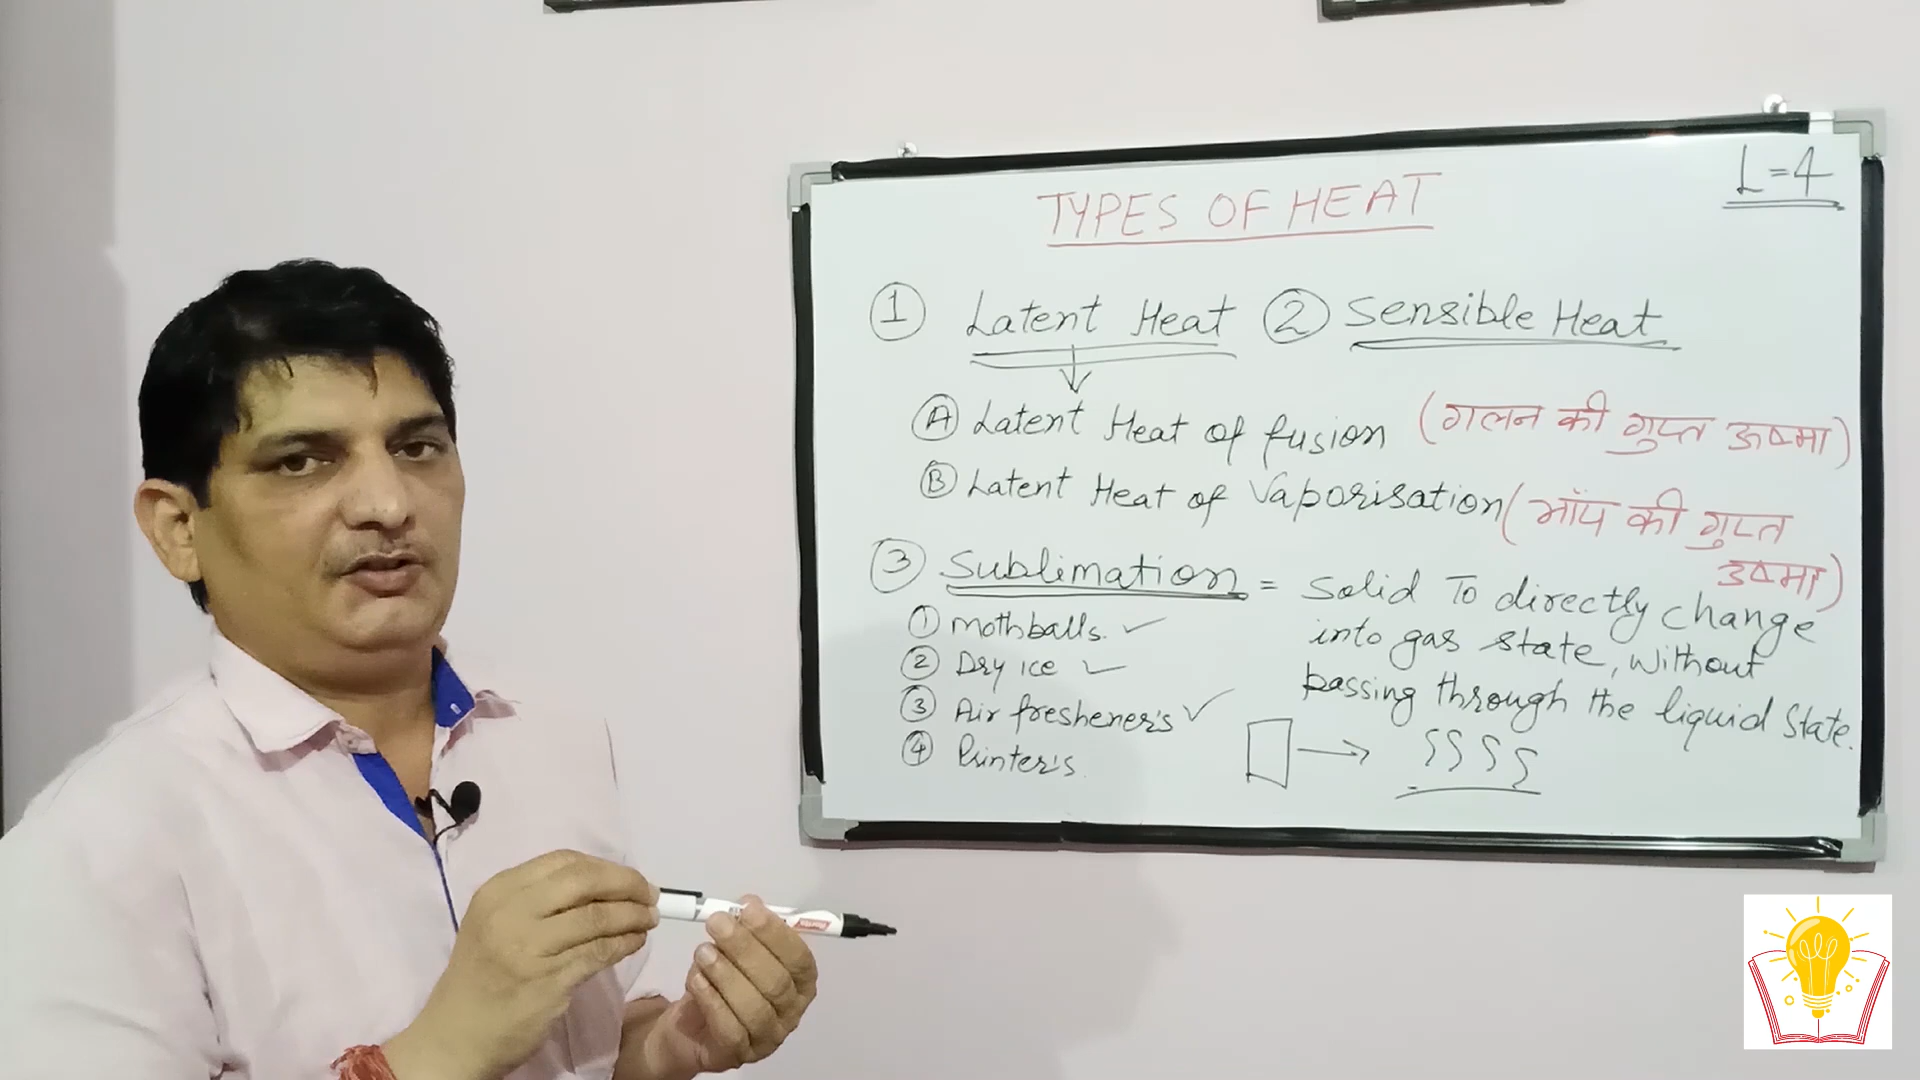 L=4
TYPES OF HEAT
① Latent Heat ② Sensible Heat
Ⓐ Latent Heat of fusion (गलन की गुप्त ऊष्मा)
Ⓑ Latent Heat of Vaporisation (भॉप की गुप्त
उष्मा)
③ Sublimation = Solid To directly change
into gas state, without
passing through the liquid state.
① Mothballs. ✓
② Dry ice ✓
③ Air freshener's ✓
④ Printer's